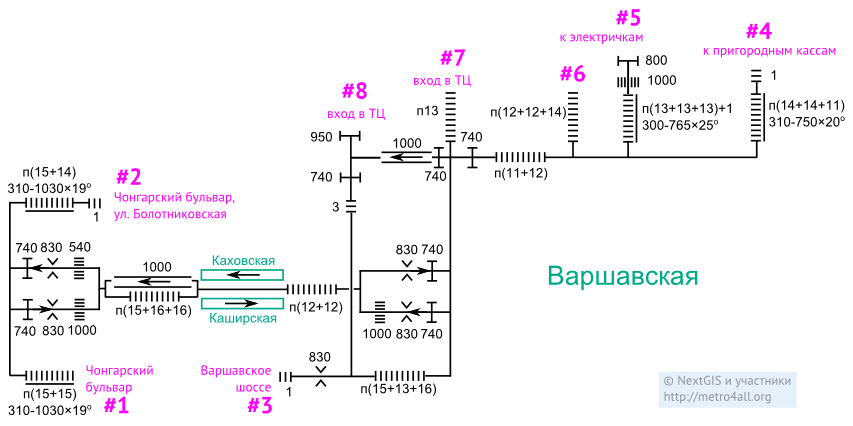 #5
#4
к электричкам
к пригородным кассам
#7
800
вход в ТЦ
#6
1000
1
#8
вход в ТЦ
п13
п(12+12+14)
п(13+13+13)+1
300-765×25º
п(14+14+11)
310-750×20º
950
1000
740
740
п(11+12)
п(15+14)
310-1030×19º
#2
Чонгарский бульвар,
ул. Болотниковская
1
740
3
740 830 540
1000
Каховская
830 740
Варшавская
п(15+16+16)
Каширская
п(12+12)
740 830 1000
1000 830 740
Чонгарский
бульвар
#1
п(15+15)
310-1030×19º
Варшавское
шоссе
#3
1
830
п(15+13+16)
© NextGIS и участники
http://metro4all.org